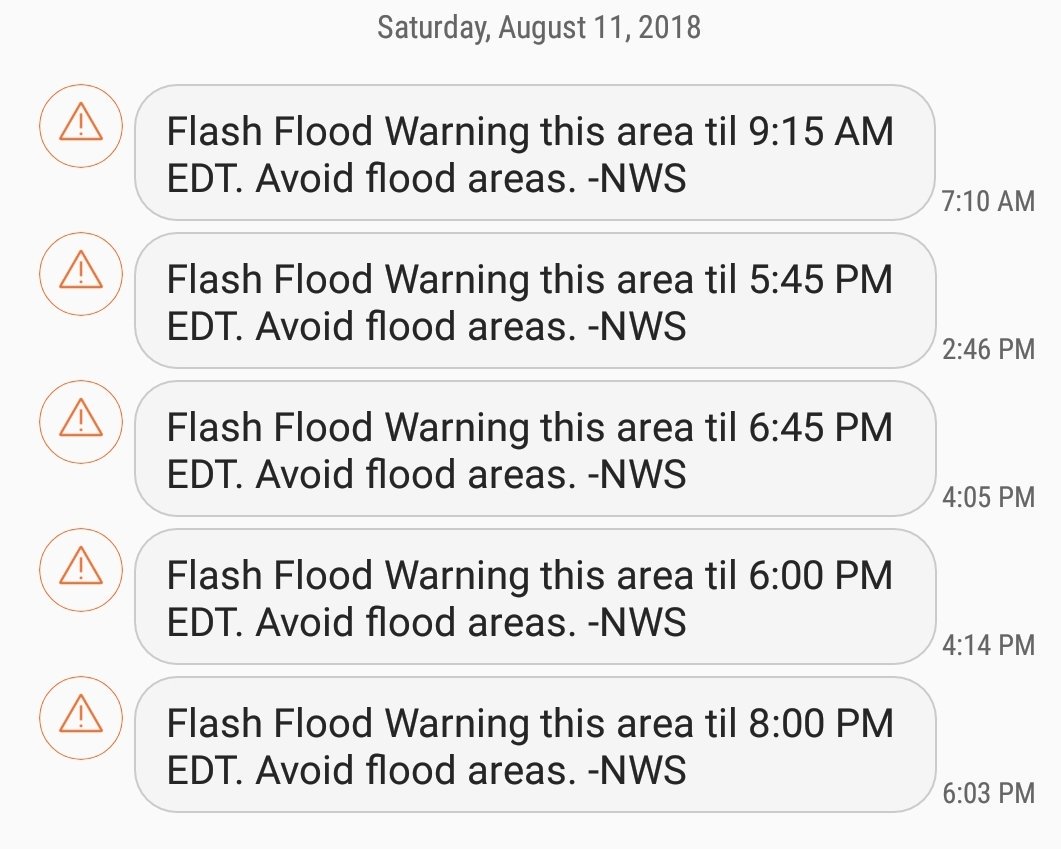 Saturday, August 11, 2018
Flash Flood Warning this area til 9:15 AM
EDT. Avoid flood areas. -NWS
7:10 AM
Flash Flood Warning this area til 5:45 PM
EDT. Avoid flood areas. -NWS
2:46 PM
Flash Flood Warning this area til 6:45 PM
EDT. Avoid flood areas. -NWS
4:05 PM
Flash Flood Warning this area til 6:00 PM
EDT. Avoid flood areas. -NWS
4:14 PM
Flash Flood Warning this area til 8:00 PM
EDT. Avoid flood areas. -NWS
6:03 PM